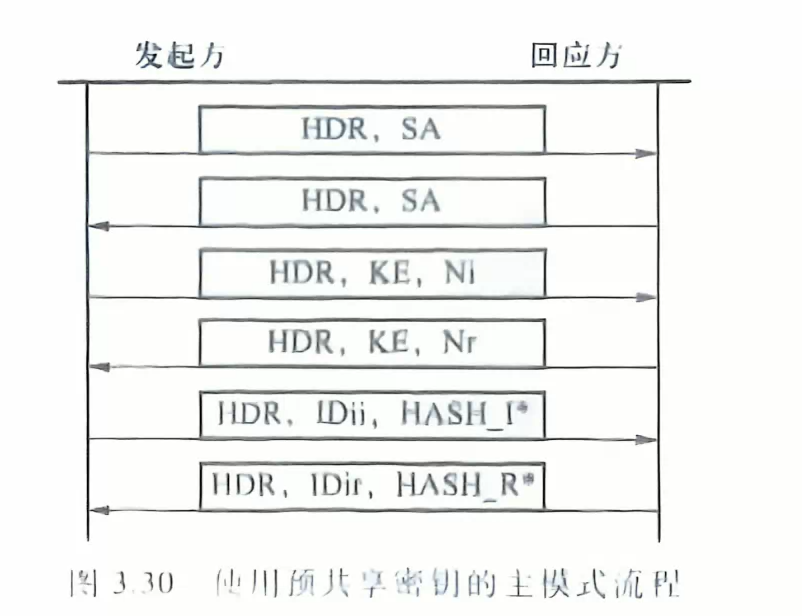 发起方 回应方
HDR，SA
HDR，SA
HDR，KE，Ni
HDR，KE，Nr
HDR，IDii，HASH_I*
HDR，IDir，HASH_R*
图 3.30 使用预共享密钥的主模式流程